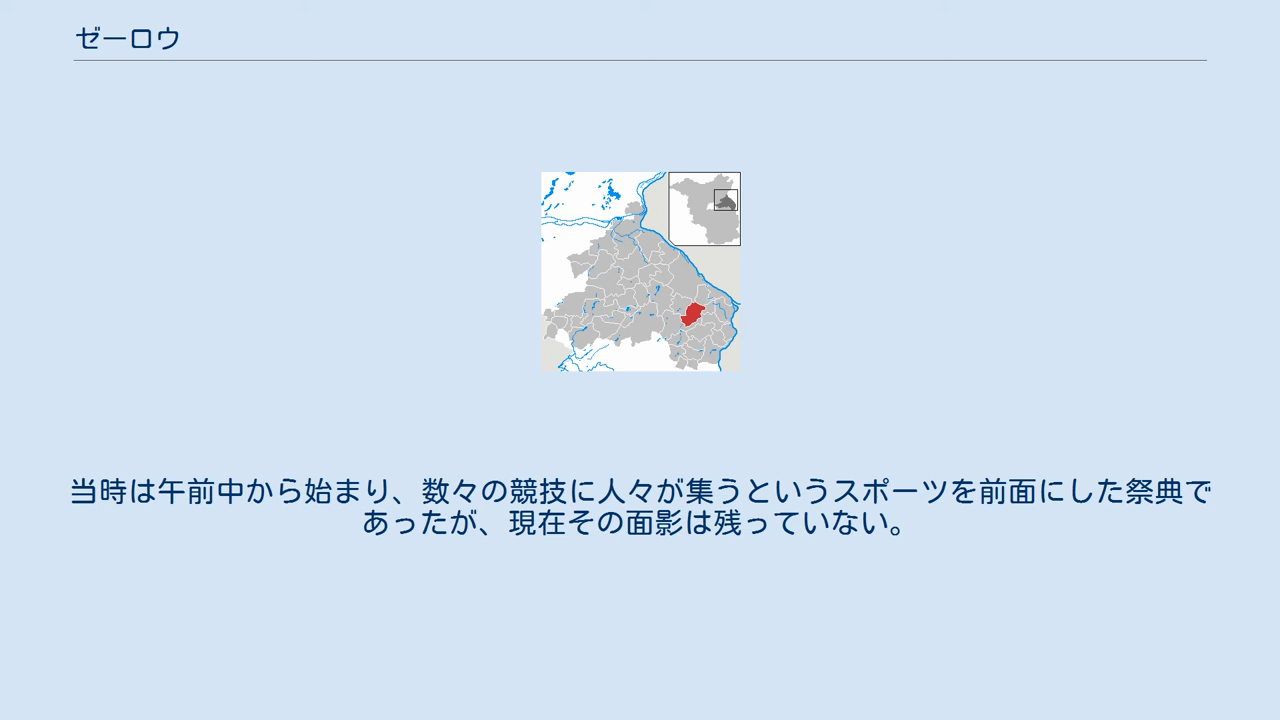 ゼーロウ
当時は午前中から始まり、数々の競技に人々が集うというスポーツを前面にした祭典で
あったが、現在その面影は残っていない。